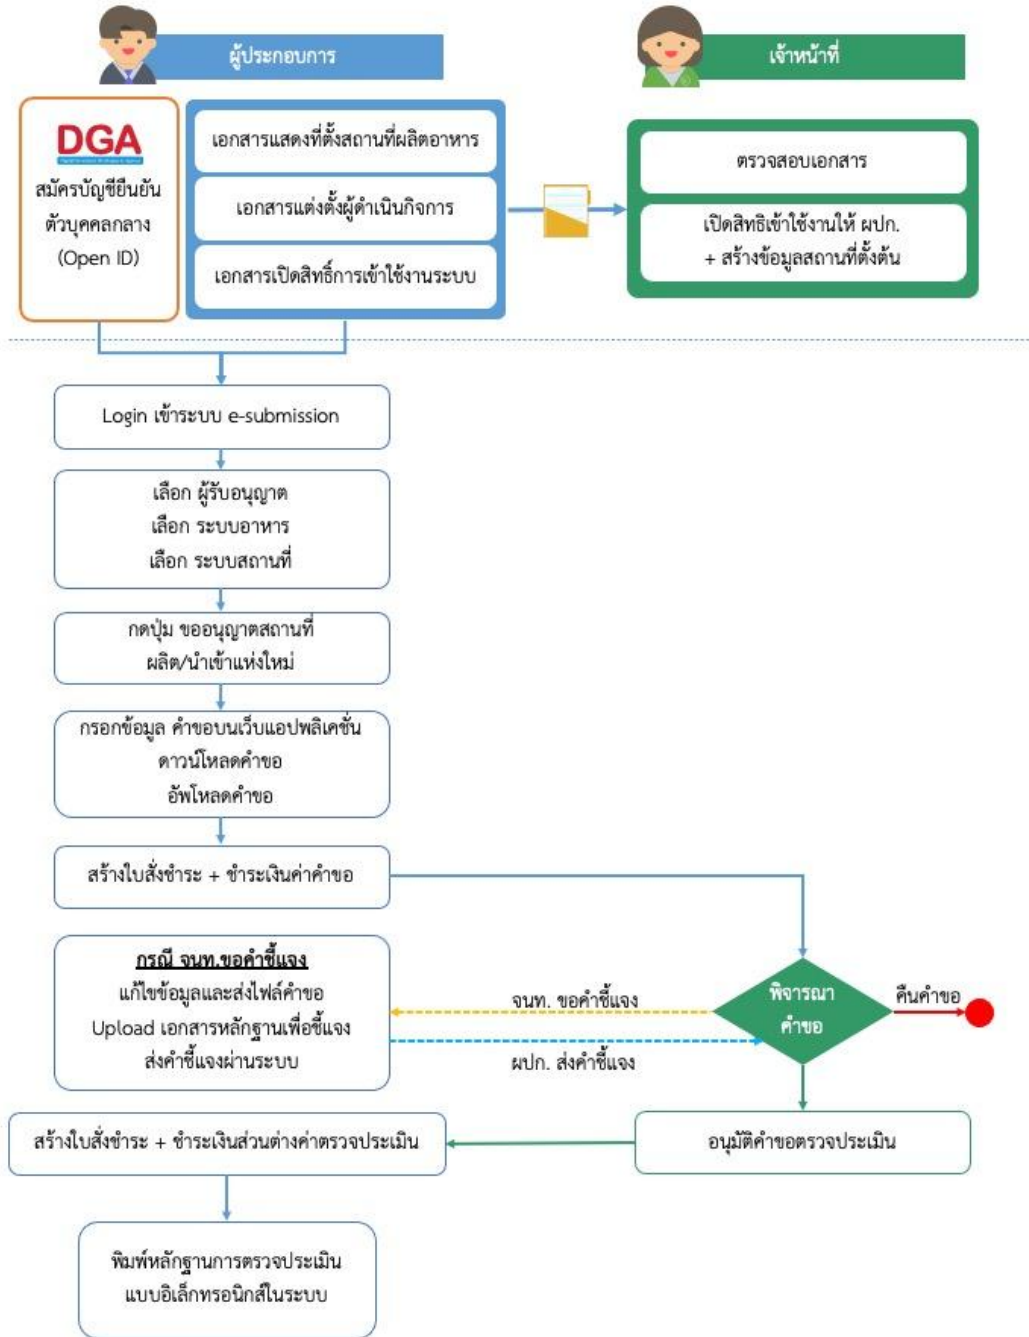 ผู้ประกอบการ
เจ้าหน้าที่
DGA
สมัครบัญชียืนยัน
ตัวบุคคลกลาง
(Open ID)
เอกสารแสดงที่ตั้งสถานที่ผลิตอาหาร
เอกสารแต่งตั้งผู้ดำเนินกิจการ
เอกสารเปิดสิทธิ์การเข้าใช้งานระบบ
ตรวจสอบเอกสาร
เปิดสิทธิเข้าใช้งานให้ ผปก.
+ สร้างข้อมูลสถานที่ตั้งต้น
Login เข้าระบบ e-submission
เลือก ผู้รับอนุญาต
เลือก ระบบอาหาร
เลือก ระบบสถานที่
กดปุ่ม ขออนุญาตสถานที่
ผลิต/นำเข้าแห่งใหม่
กรอกข้อมูล คำขอบนเว็บแอปพลิเคชั่น
ดาวน์โหลดคำขอ
อัพโหลดคำขอ
สร้างใบสั่งชำระ + ชำระเงินค่าคำขอ
กรณี จนท.ขอคำชี้แจง
แก้ไขข้อมูลและส่งไฟล์คำขอ
Upload เอกสารหลักฐานเพื่อชี้แจง
ส่งคำชี้แจงผ่านระบบ
จนท. ขอคำชี้แจง
ผปก. ส่งคำชี้แจง
พิจารณา
คำขอ
คืนคำขอ
อนุมัติคำขอตรวจประเมิน
สร้างใบสั่งชำระ + ชำระเงินส่วนต่างค่าตรวจประเมิน
พิมพ์หลักฐานการตรวจประเมิน
แบบอิเล็กทรอนิกส์ในระบบ